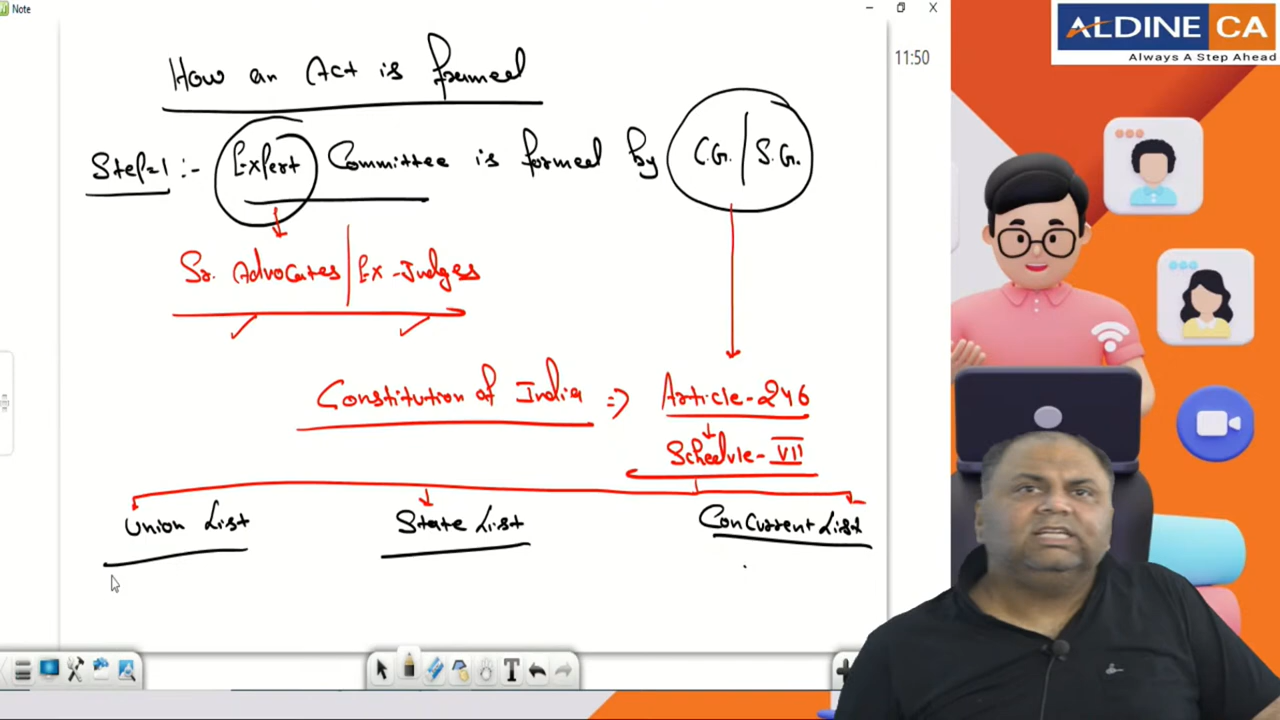 Note
ALDINE CA
Always A Step Ahead
11:50
How an Act is framed
Step=1 :- Expert Committee is formed by C.G. | S.G.
Sr. Advocates | Ex-Judges
Constitution of India => Article-246
Schedule-VII
Union List
State List
Concurrent List
T